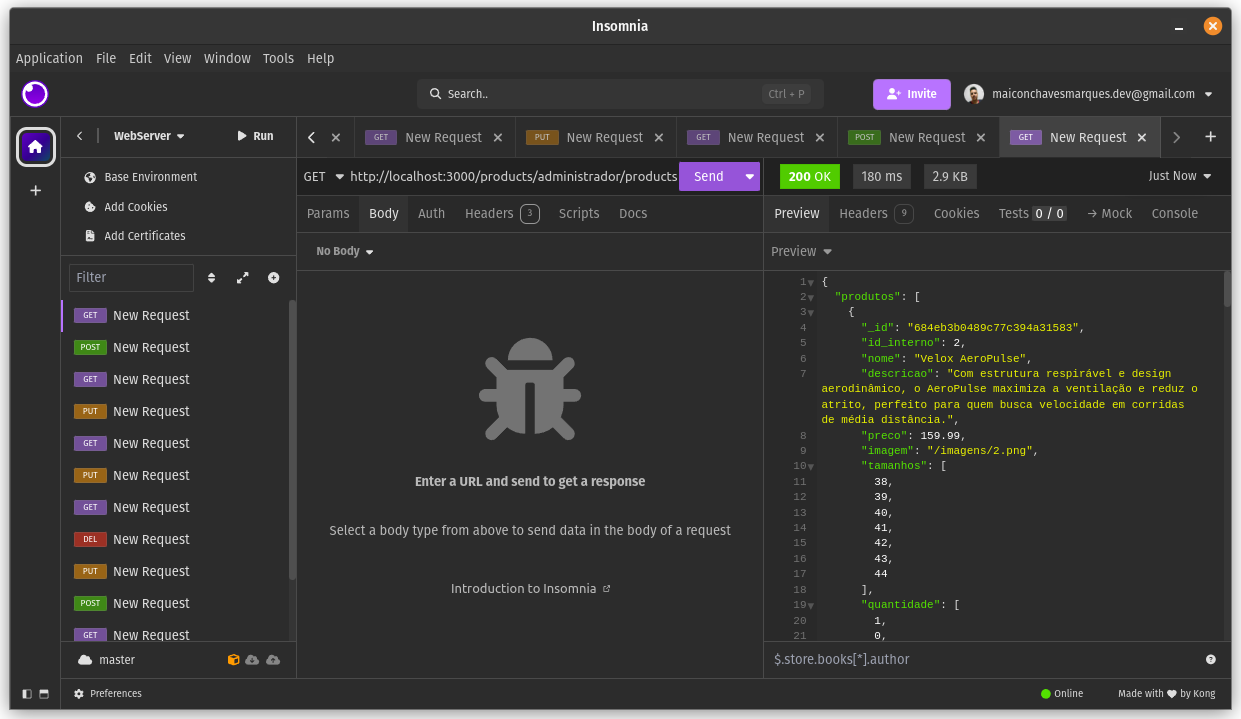 Insomnia
Application File Edit View Window Tools Help
Search.. Ctrl + P
Invite
maiconchavesmarques.dev@gmail.com
WebServer
Run
GET New Request
PUT New Request
GET New Request
POST New Request
GET New Request
Base Environment
Add Cookies
Add Certificates
Filter
GET New Request
POST New Request
GET New Request
PUT New Request
GET New Request
PUT New Request
GET New Request
DEL New Request
PUT New Request
POST New Request
GET New Request
master
GET http://localhost:3000/products/administrador/products
Send
Params Body Auth Headers 3 Scripts Docs
No Body
Enter a URL and send to get a response
Select a body type from above to send data in the body of a request
Introduction to Insomnia
200 OK 180 ms 2.9 KB Just Now
Preview Headers 9 Cookies Tests 0 / 0 → Mock Console
Preview
1 {
2 "produtos": [
3 {
4 "_id": "684eb3b0489c77c394a31583",
5 "id_interno": 2,
6 "nome": "Velox AeroPulse",
7 "descricao": "Com estrutura respirável e design
aerodinâmico, o AeroPulse maximiza a ventilação e reduz o
atrito, perfeito para quem busca velocidade em corridas
de média distância.",
8 "preco": 159.99,
9 "imagem": "/imagens/2.png",
10 "tamanhos": [
11 38,
12 39,
13 40,
14 41,
15 42,
16 43,
17 44
18 ],
19 "quantidade": [
20 1,
21 0,
$.store.books[*].author
Preferences
Online
Made with ♥ by Kong